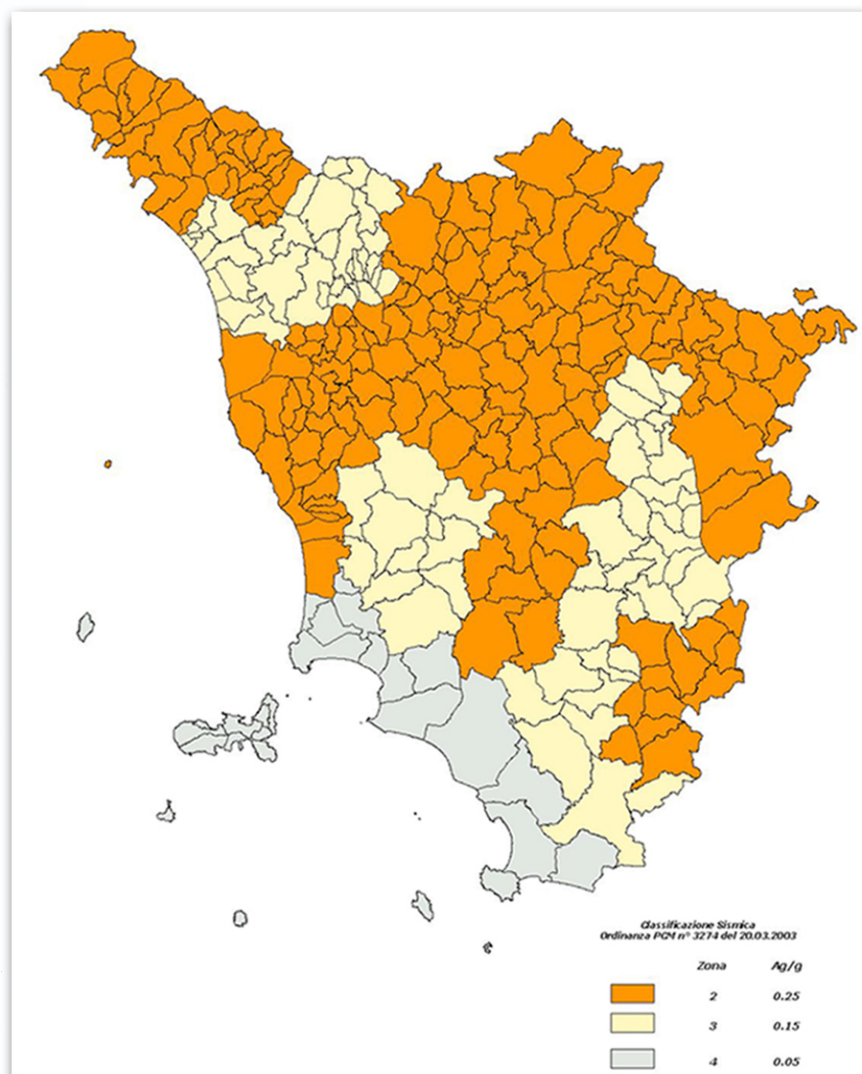 Classificazione Sismica
Ordinanza PCM n° 3274 del 20.03.2003
Zona Ag/g
2 0.25
3 0.15
4 0.05